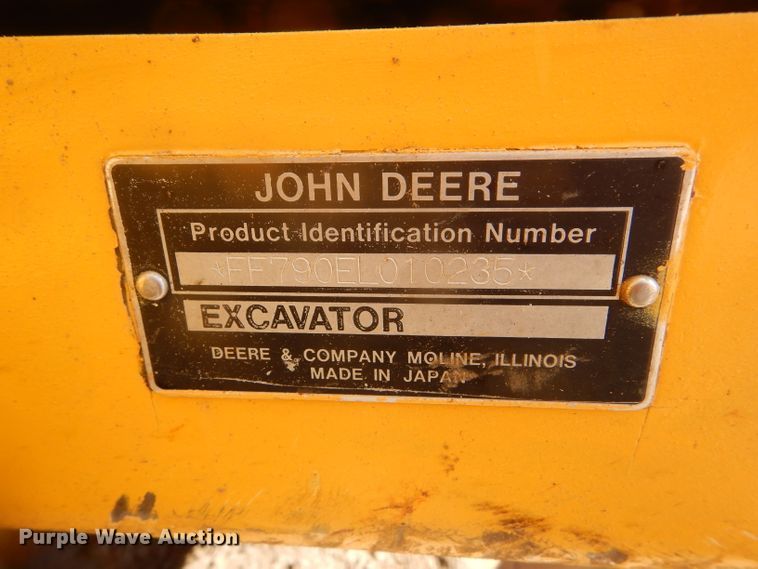 JOHN DEERE
Product Identification Number
*FF790EL010235*
EXCAVATOR
DEERE & COMPANY MOLINE, ILLINOIS
MADE IN JAPAN
Purple Wave Auction